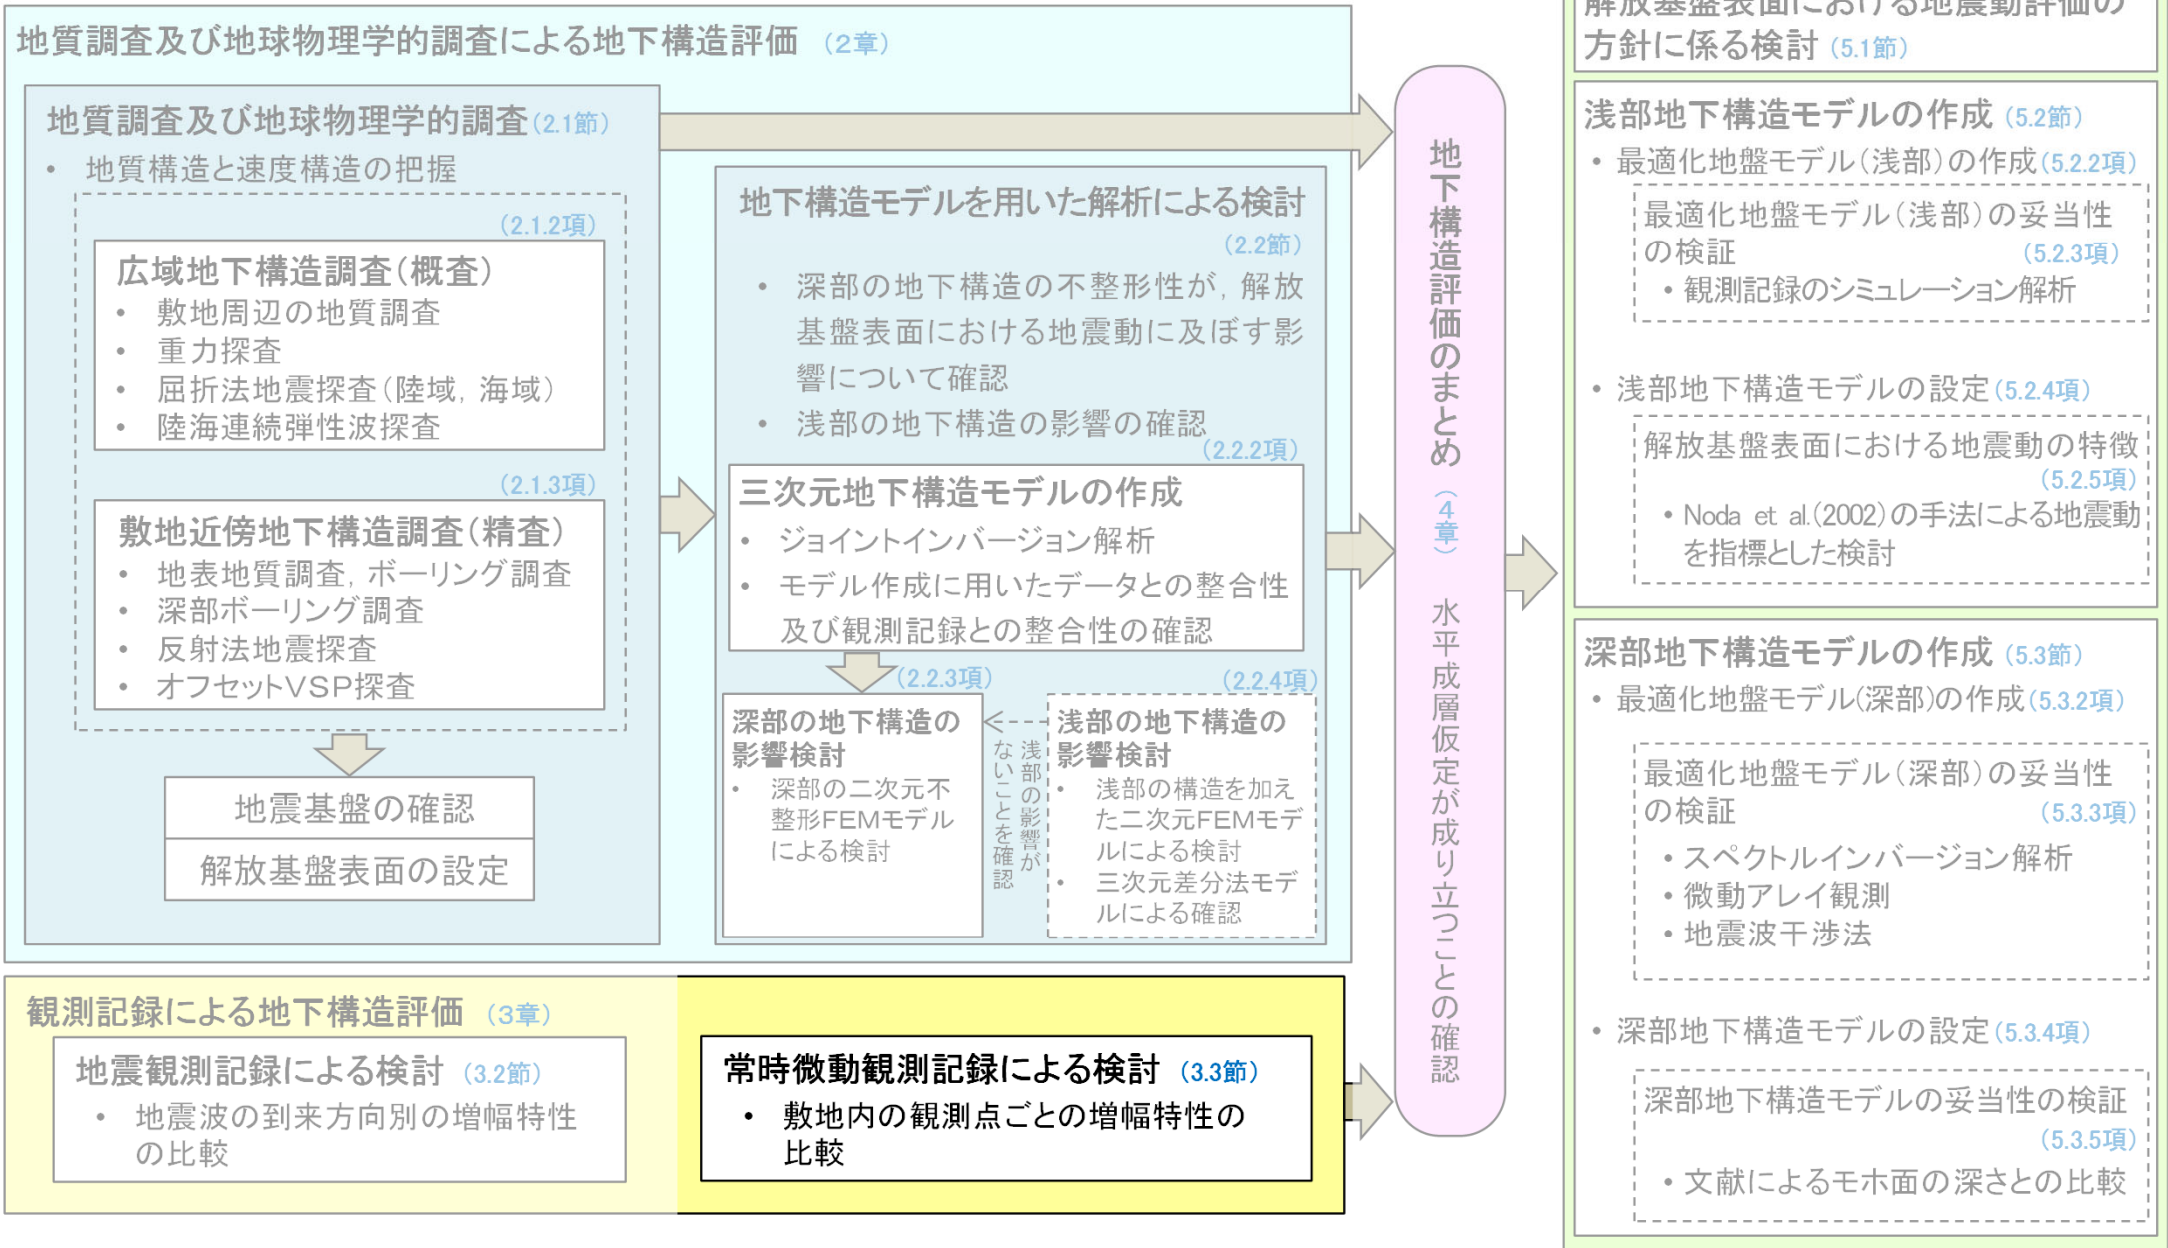 地質調査及び地球物理学的調査による地下構造評価 (2章)
地質調査及び地球物理学的調査(2.1節)
• 地質構造と速度構造の把握
(2.1.2項)
広域地下構造調査(概査)
• 敷地周辺の地質調査
• 重力探査
• 屈折法地震探査(陸域, 海域)
• 陸海連続弾性波探査
(2.1.3項)
敷地近傍地下構造調査(精査)
• 地表地質調査, ボーリング調査
• 深部ボーリング調査
• 反射法地震探査
• オフセットVSP探査
地震基盤の確認
解放基盤表面の設定
地下構造モデルを用いた解析による検討
(2.2節)
• 深部の地下構造の不整形性が, 解放
基盤表面における地震動に及ぼす影
響について確認
• 浅部の地下構造の影響の確認
(2.2.2項)
三次元地下構造モデルの作成
• ジョイントインバージョン解析
• モデル作成に用いたデータとの整合性
及び観測記録との整合性の確認
(2.2.3項)
深部の地下構造の
影響検討
• 深部の二次元不
整形FEMモデル
による検討
浅部の影響が
ないことを確認
(2.2.4項)
浅部の地下構造の
影響検討
• 浅部の構造を加え
た二次元FEMモデ
ルによる検討
• 三次元差分法モデ
ルによる確認
観測記録による地下構造評価 (3章)
地震観測記録による検討 (3.2節)
• 地震波の到来方向別の増幅特性
の比較
常時微動観測記録による検討 (3.3節)
• 敷地内の観測点ごとの増幅特性の
比較
地下構造評価のまとめ (4章) 水平成層仮定が成り立つことの確認
解放基盤表面における地震動評価の
方針に係る検討 (5.1節)
浅部地下構造モデルの作成 (5.2節)
• 最適化地盤モデル(浅部)の作成(5.2.2項)
最適化地盤モデル(浅部)の妥当性
の検証 (5.2.3項)
• 観測記録のシミュレーション解析
• 浅部地下構造モデルの設定(5.2.4項)
解放基盤表面における地震動の特徴
(5.2.5項)
• Noda et al.(2002)の手法による地震動
を指標とした検討
深部地下構造モデルの作成 (5.3節)
• 最適化地盤モデル(深部)の作成(5.3.2項)
最適化地盤モデル(深部)の妥当性
の検証 (5.3.3項)
• スペクトルインバージョン解析
• 微動アレイ観測
• 地震波干渉法
• 深部地下構造モデルの設定(5.3.4項)
深部地下構造モデルの妥当性の検証
(5.3.5項)
• 文献によるモホ面の深さとの比較